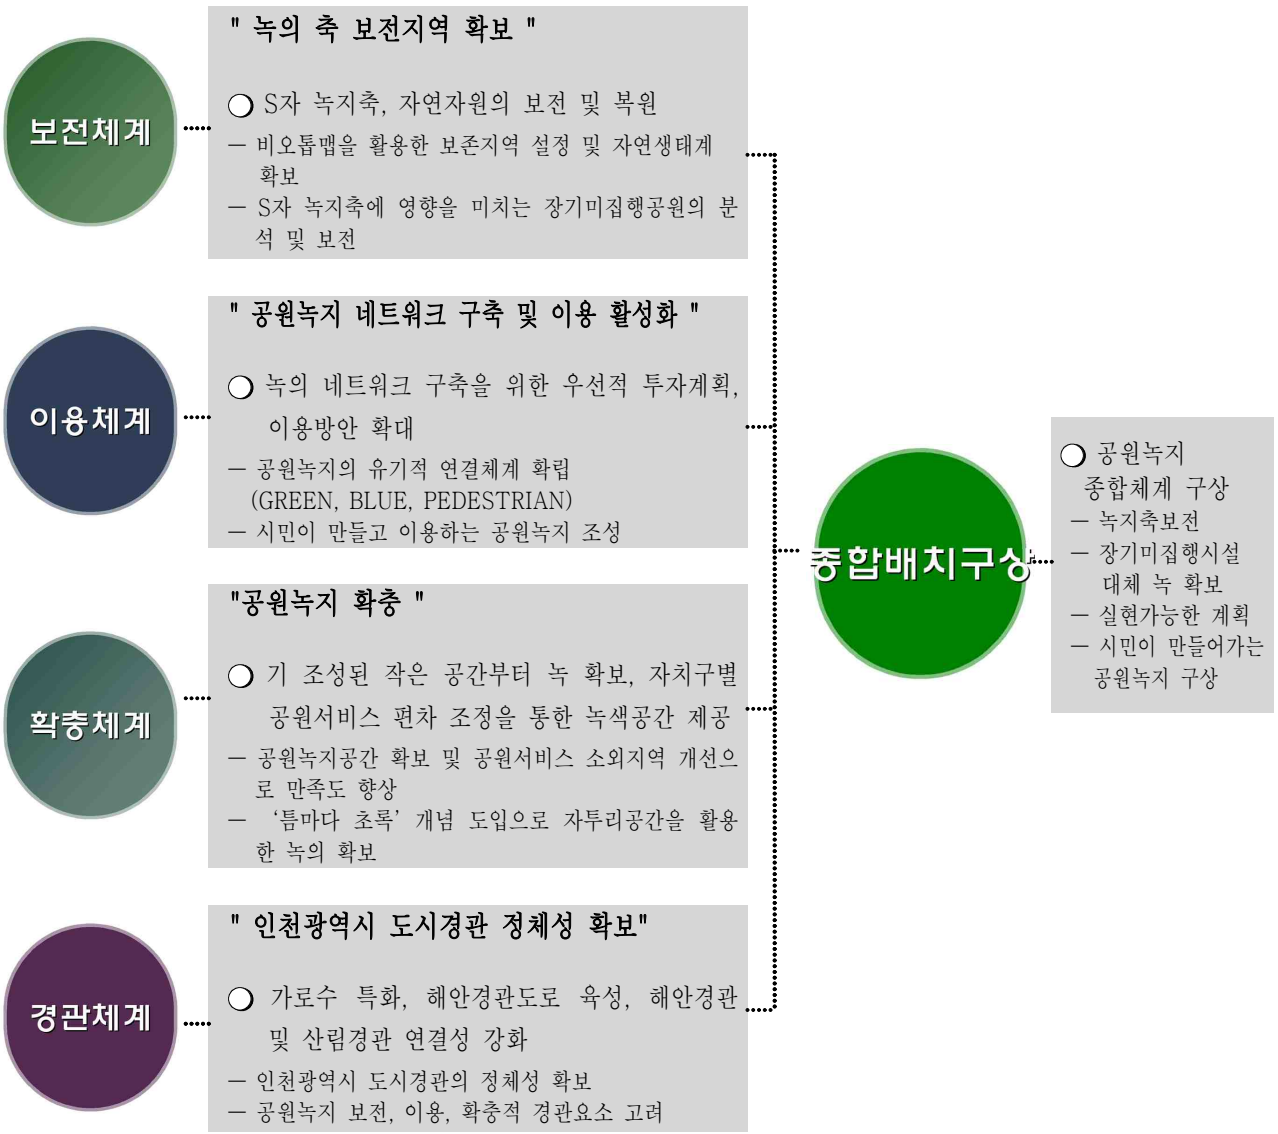 보전체계
" 녹의 축 보전지역 확보 "
○ S자 녹지축, 자연자원의 보전 및 복원
─ 비오톱맵을 활용한 보존지역 설정 및 자연생태계
확보
─ S자 녹지축에 영향을 미치는 장기미집행공원의 분
석 및 보전
이용체계
" 공원녹지 네트워크 구축 및 이용 활성화 "
○ 녹의 네트워크 구축을 위한 우선적 투자계획,
이용방안 확대
─ 공원녹지의 유기적 연결체계 확립
(GREEN, BLUE, PEDESTRIAN)
─ 시민이 만들고 이용하는 공원녹지 조성
확충체계
"공원녹지 확충 "
○ 기 조성된 작은 공간부터 녹 확보, 자치구별
공원서비스 편차 조정을 통한 녹색공간 제공
─ 공원녹지공간 확보 및 공원서비스 소외지역 개선으
로 만족도 향상
─ ‘틈마다 초록’ 개념 도입으로 자투리공간을 활용
한 녹의 확보
경관체계
" 인천광역시 도시경관 정체성 확보"
○ 가로수 특화, 해안경관도로 육성, 해안경관
및 산림경관 연결성 강화
─ 인천광역시 도시경관의 정체성 확보
─ 공원녹지 보전, 이용, 확충적 경관요소 고려
종합배치구상
○ 공원녹지
종합체계 구상
─ 녹지축보전
─ 장기미집행시설
대체 녹 확보
─ 실현가능한 계획
─ 시민이 만들어가는
공원녹지 구상